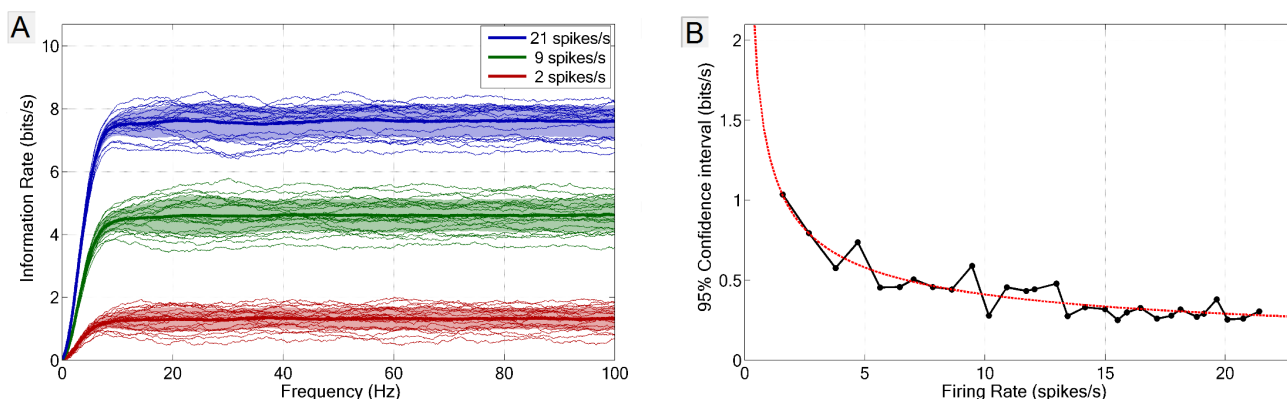 A
Information Rate (bits/s)
10
8
6
4
2
0
0 20 40 60 80 100
Frequency (Hz)
21 spikes/s
9 spikes/s
2 spikes/s
B
95% Confidence interval (bits/s)
2
1.5
1
0.5
0
0 5 10 15 20
Firing Rate (spikes/s)